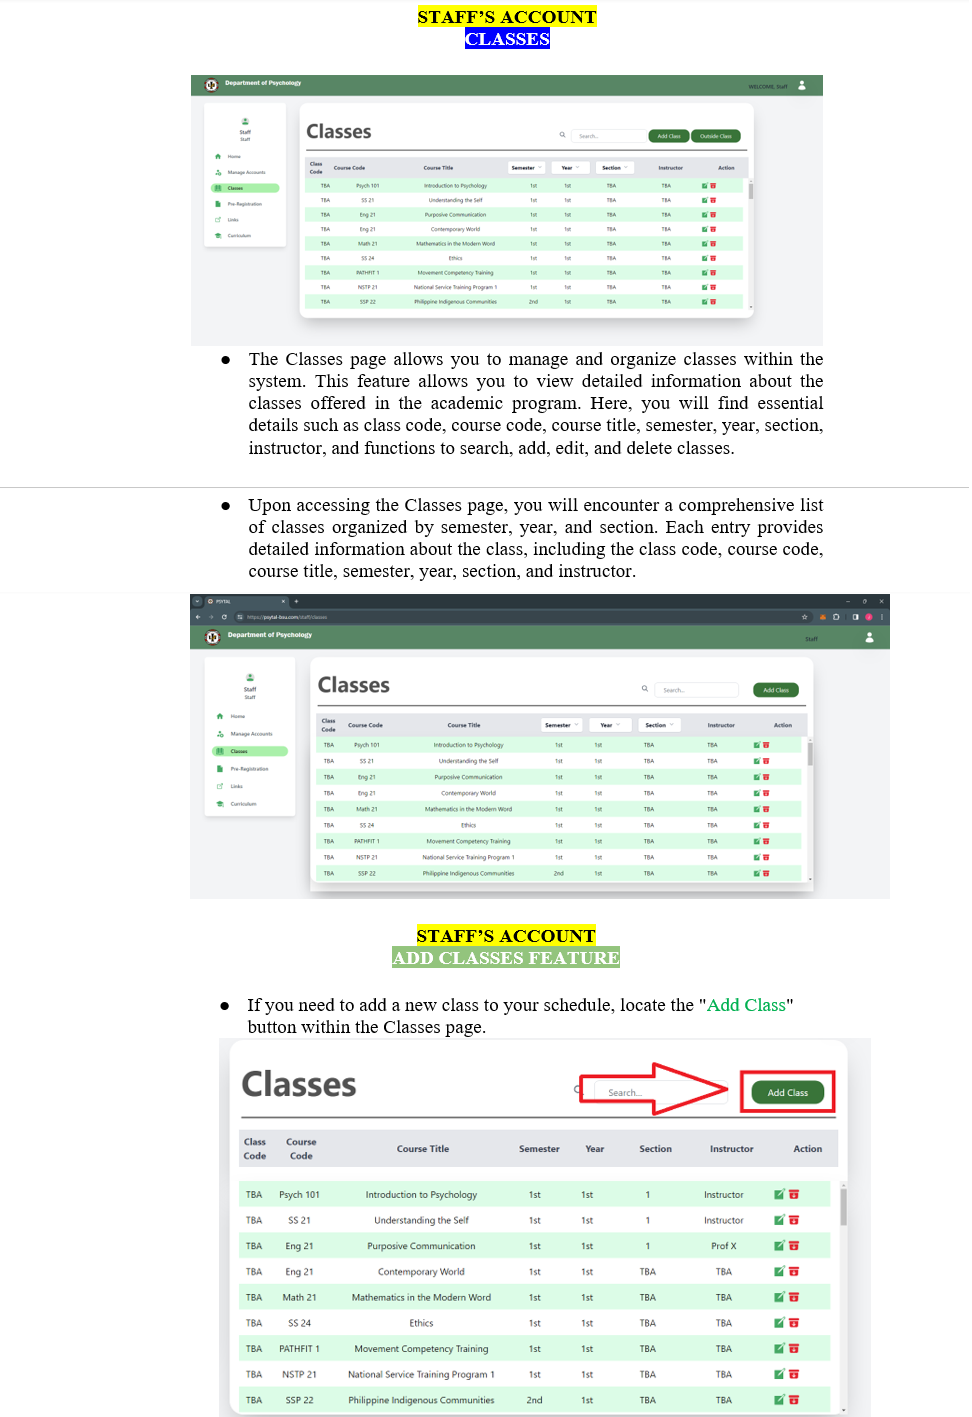 STAFF’S ACCOUNT
CLASSES
Department of Psychology
WELCOME, Staff
Staff
Staff
Home
Manage Accounts
Classes
Pre-Registration
Links
Curriculum
Classes
Search...
Add Class
Outside Class
Class Code Course Code Course Title Semester Year Section Instructor Action
TBA Psych 101 Introduction to Psychology 1st 1st TBA TBA
TBA SS 21 Understanding the Self 1st 1st TBA TBA
TBA Eng 21 Purposive Communication 1st 1st TBA TBA
TBA Eng 21 Contemporary World 1st 1st TBA TBA
TBA Math 21 Mathematics in the Modern Word 1st 1st TBA TBA
TBA SS 24 Ethics 1st 1st TBA TBA
TBA PATHFIT 1 Movement Competency Training 1st 1st TBA TBA
TBA NSTP 21 National Service Training Program 1 1st 1st TBA TBA
TBA SSP 22 Philippine Indigenous Communities 2nd 1st TBA TBA
● The Classes page allows you to manage and organize classes within the
system. This feature allows you to view detailed information about the
classes offered in the academic program. Here, you will find essential
details such as class code, course code, course title, semester, year, section,
instructor, and functions to search, add, edit, and delete classes.
● Upon accessing the Classes page, you will encounter a comprehensive list
of classes organized by semester, year, and section. Each entry provides
detailed information about the class, including the class code, course code,
course title, semester, year, section, and instructor.
PSYTAL
https://psytal-bsu.com/staff/classes
Department of Psychology
Staff
Staff
Staff
Home
Manage Accounts
Classes
Pre-Registration
Links
Curriculum
Classes
Search...
Add Class
Class Code Course Code Course Title Semester Year Section Instructor Action
TBA Psych 101 Introduction to Psychology 1st 1st TBA TBA
TBA SS 21 Understanding the Self 1st 1st TBA TBA
TBA Eng 21 Purposive Communication 1st 1st TBA TBA
TBA Eng 21 Contemporary World 1st 1st TBA TBA
TBA Math 21 Mathematics in the Modern Word 1st 1st TBA TBA
TBA SS 24 Ethics 1st 1st TBA TBA
TBA PATHFIT 1 Movement Competency Training 1st 1st TBA TBA
TBA NSTP 21 National Service Training Program 1 1st 1st TBA TBA
TBA SSP 22 Philippine Indigenous Communities 2nd 1st TBA TBA
STAFF’S ACCOUNT
ADD CLASSES FEATURE
● If you need to add a new class to your schedule, locate the "Add Class"
button within the Classes page.
Classes
Search...
Add Class
Class Code Course Code Course Title Semester Year Section Instructor Action
TBA Psych 101 Introduction to Psychology 1st 1st 1 Instructor
TBA SS 21 Understanding the Self 1st 1st 1 Instructor
TBA Eng 21 Purposive Communication 1st 1st 1 Prof X
TBA Eng 21 Contemporary World 1st 1st TBA TBA
TBA Math 21 Mathematics in the Modern Word 1st 1st TBA TBA
TBA SS 24 Ethics 1st 1st TBA TBA
TBA PATHFIT 1 Movement Competency Training 1st 1st TBA TBA
TBA NSTP 21 National Service Training Program 1 1st 1st TBA TBA
TBA SSP 22 Philippine Indigenous Communities 2nd 1st TBA TBA